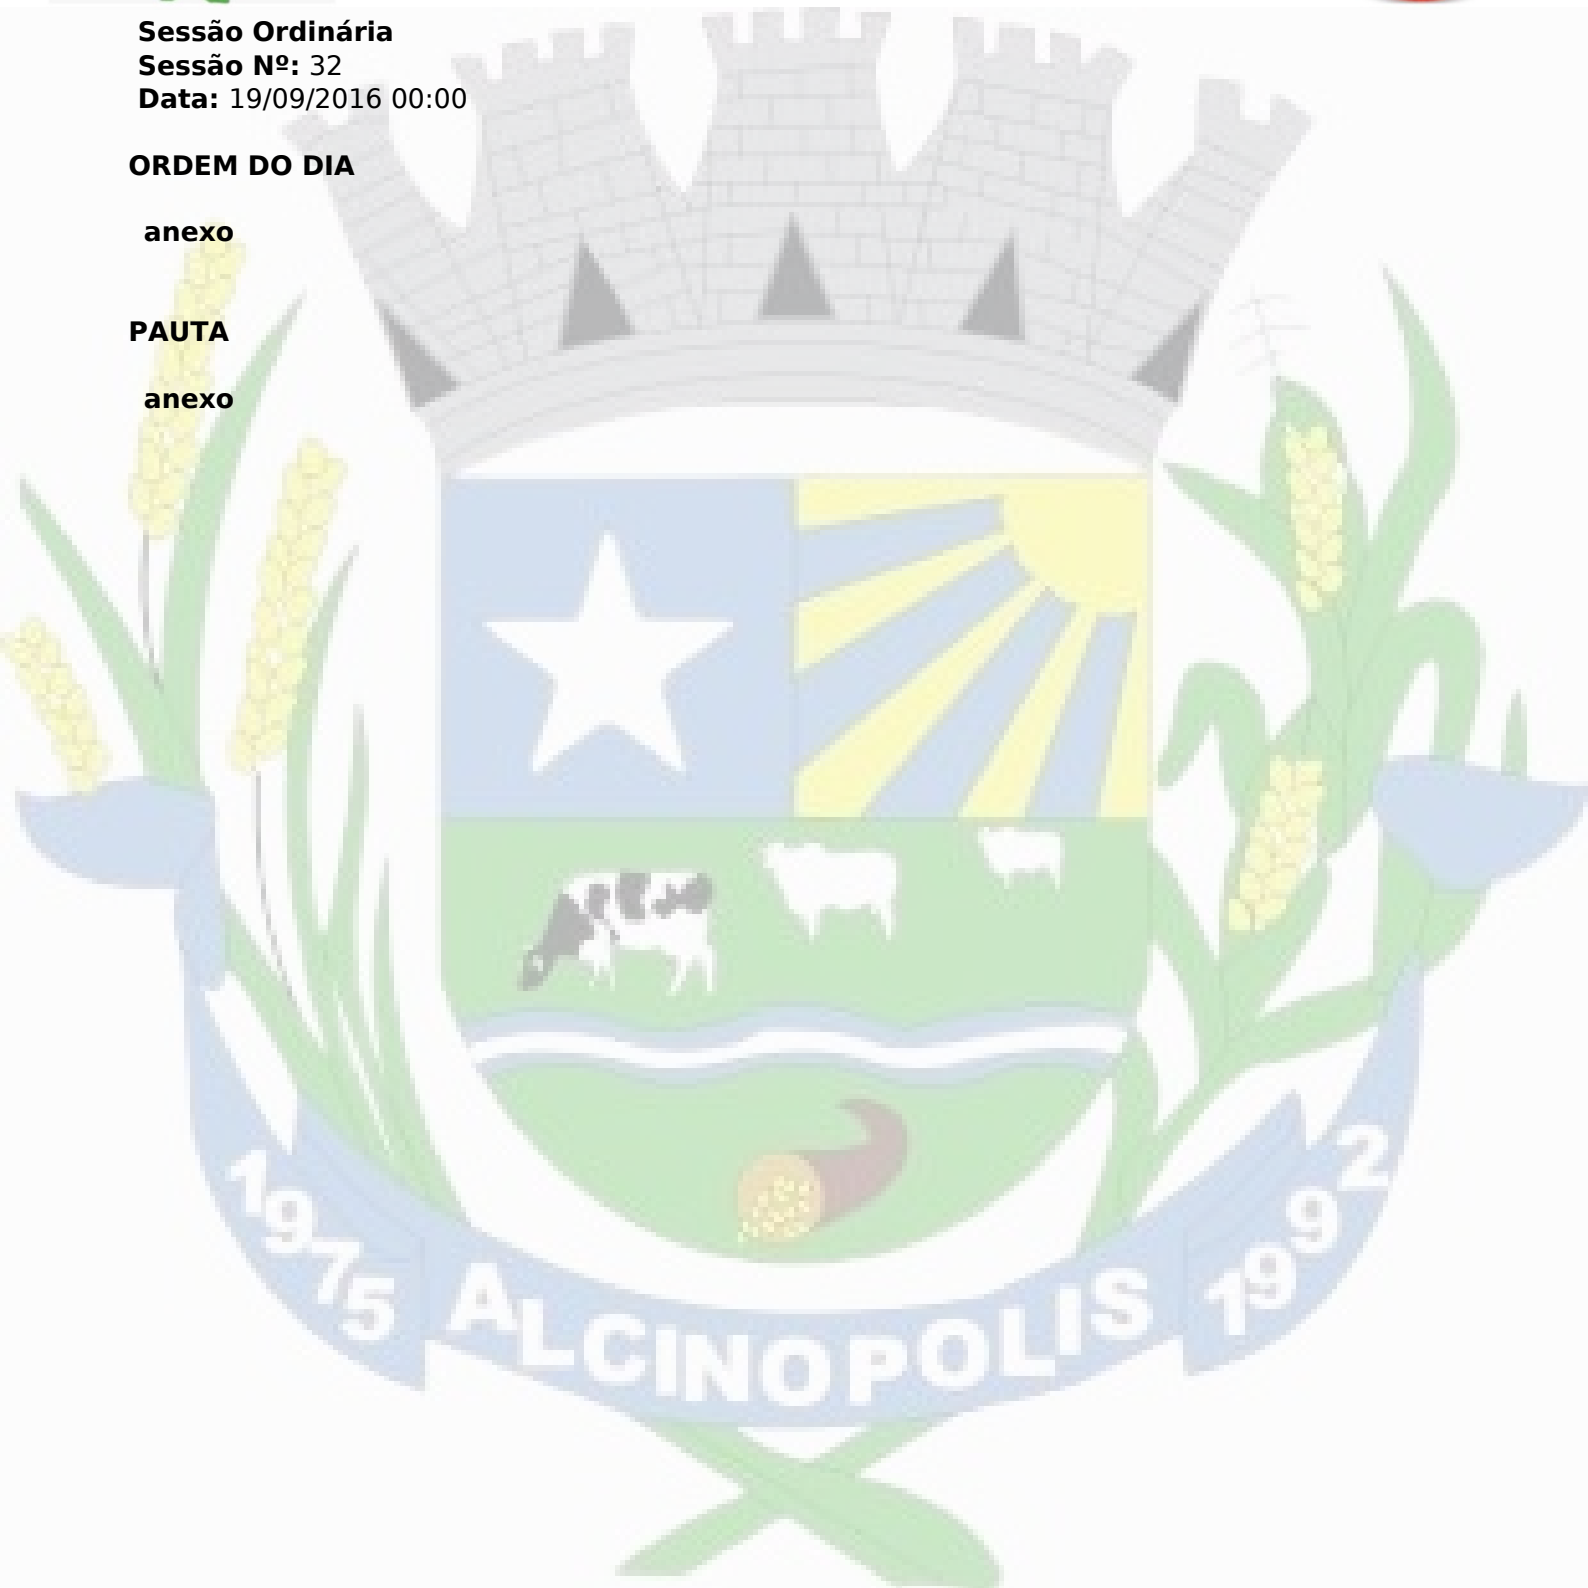 Sessão Ordinária
Sessão Nº: 32
Data: 19/09/2016 00:00
ORDEM DO DIA
anexo
PAUTA
anexo
1975 ALCINOPOLIS 1992